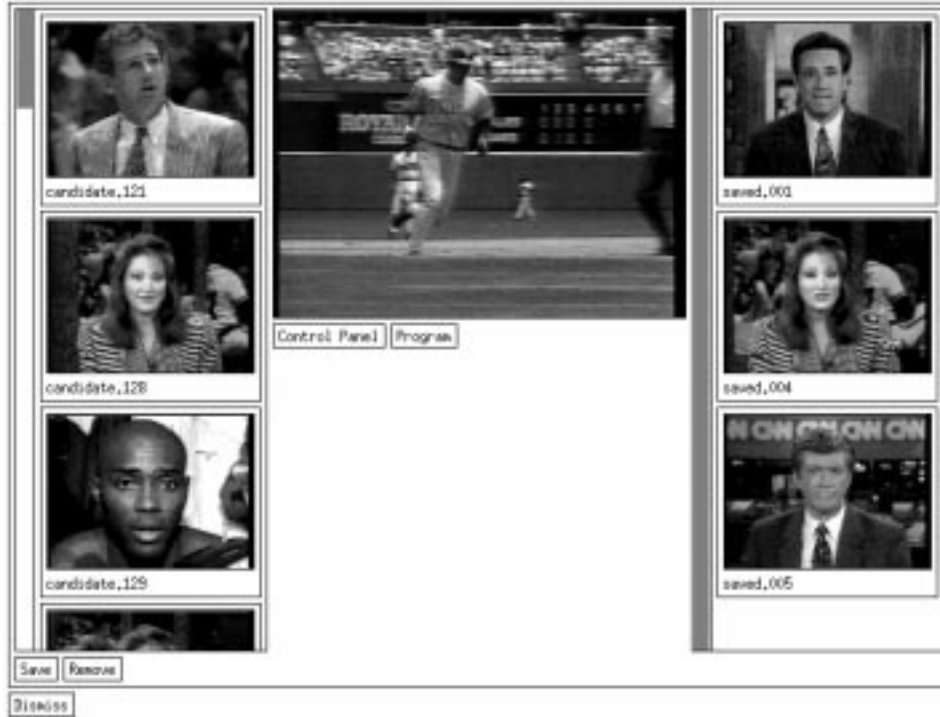 candidate.121
candidate.128
candidate.129
ROYA
Control Panel
Program
saved.001
saved.004
N CNN CNN CNN
saved.005
Save
Remove
Dismiss